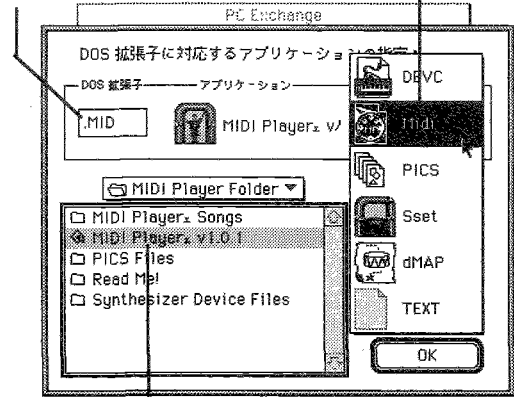 PC Exchange
DOS 拡張子に対応するアプリケーションの指定:
DOS 拡張子
アプリケーション
.MID
MIDI Player
DEVC
Midi
PICS
Sset
dMAP
TEXT
MIDI Player Folder
MIDI Player Songs
MIDI Player v1.0.1
PICS Files
Read Me!
Synthesizer Device Files
OK